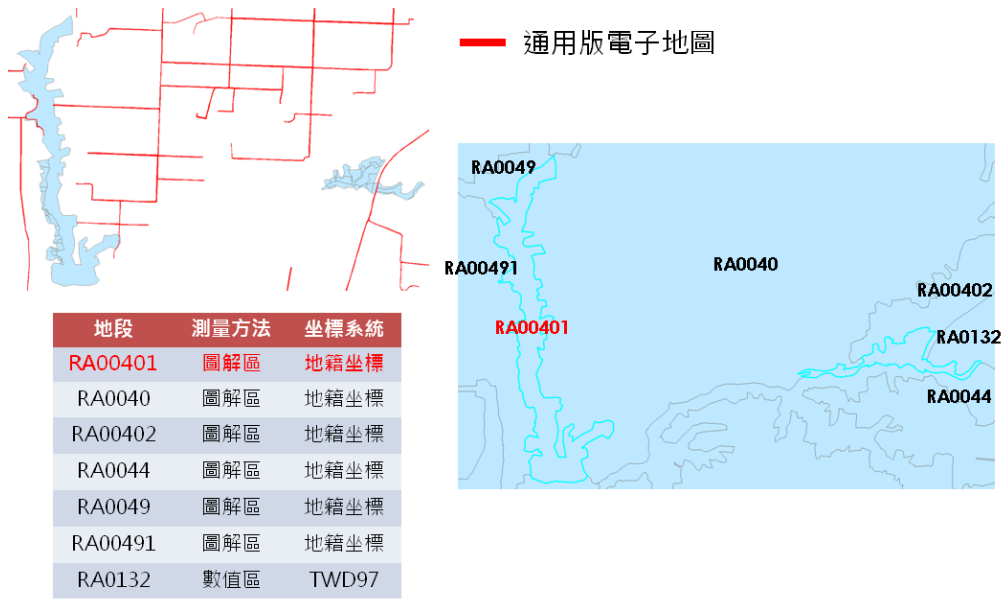 通用版電子地圖
RA0049
RA00491
RA0040
RA00402
RA00401
RA0132
RA0044
地段 測量方法 坐標系統
RA00401 圖解區 地籍坐標
RA0040 圖解區 地籍坐標
RA00402 圖解區 地籍坐標
RA0044 圖解區 地籍坐標
RA0049 圖解區 地籍坐標
RA00491 圖解區 地籍坐標
RA0132 數值區 TWD97